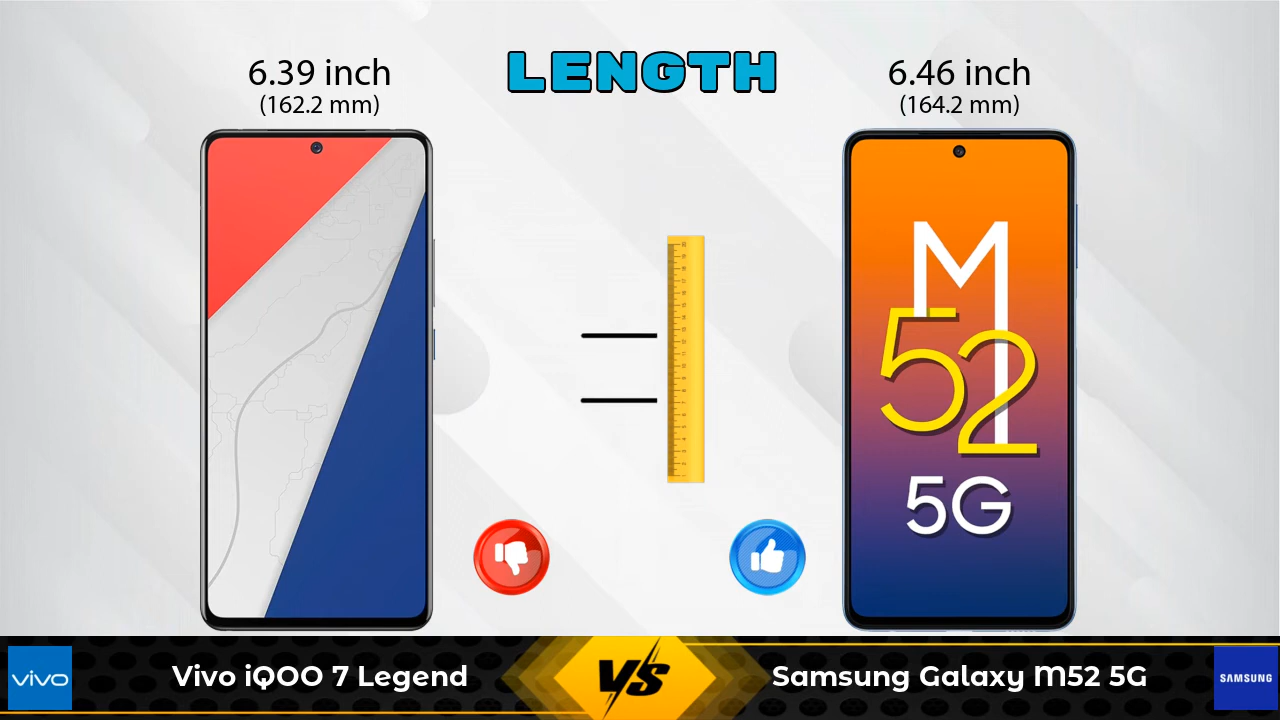 LENGTH
6.39 inch
(162.2 mm)
6.46 inch
(164.2 mm)
M
52
5G
Vivo iQOO 7 Legend
VS
Samsung Galaxy M52 5G
vivo
SAMSUNG